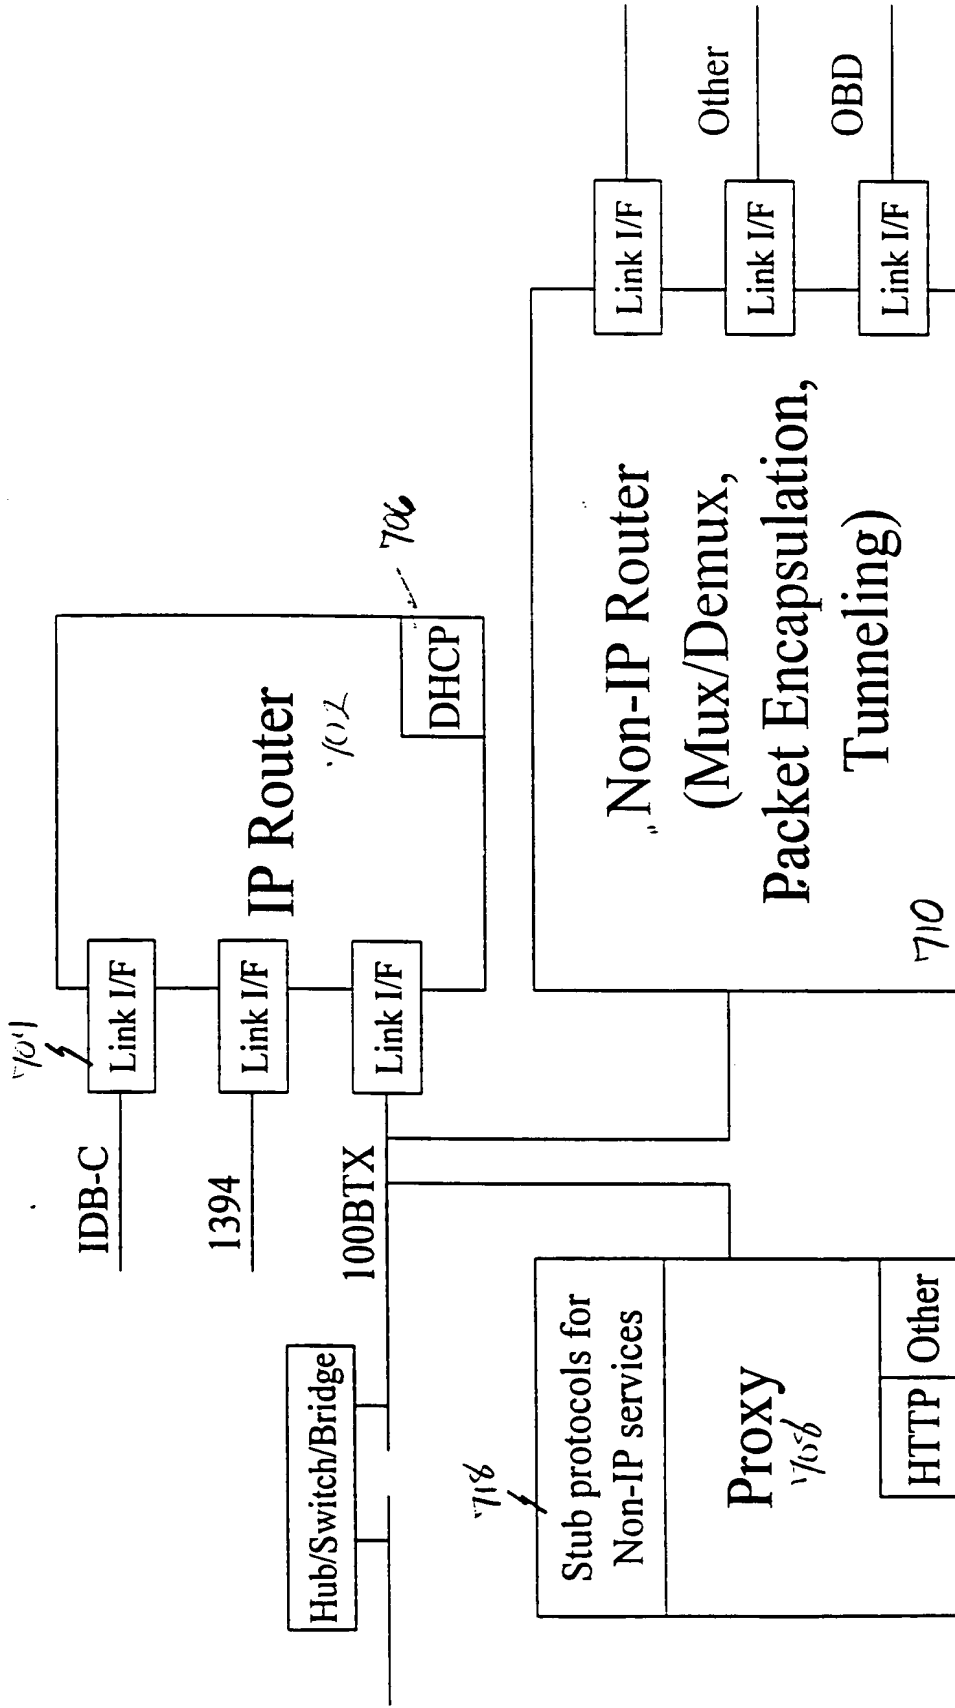 IDB-C
1394
100BTX
Hub/Switch/Bridge
704
Link I/F
Link I/F
Link I/F
IP Router
702
DHCP
706
718
Stub protocols for
Non-IP services
Proxy
708
HTTP
Other
Non-IP Router
(Mux/Demux,
Packet Encapsulation,
Tunneling)
710
Link I/F
Link I/F
Link I/F
Other
OBD